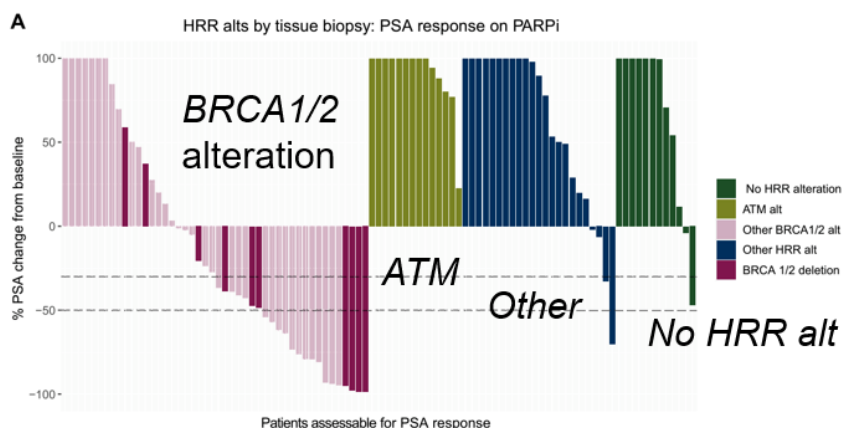 A
HRR alts by tissue biopsy: PSA response on PARPi
% PSA change from baseline
100
50
0
−50
−100
BRCA1/2
alteration
ATM
Other
No HRR alt
No HRR alteration
ATM alt
Other BRCA1/2 alt
Other HRR alt
BRCA 1/2 deletion
Patients assessable for PSA response